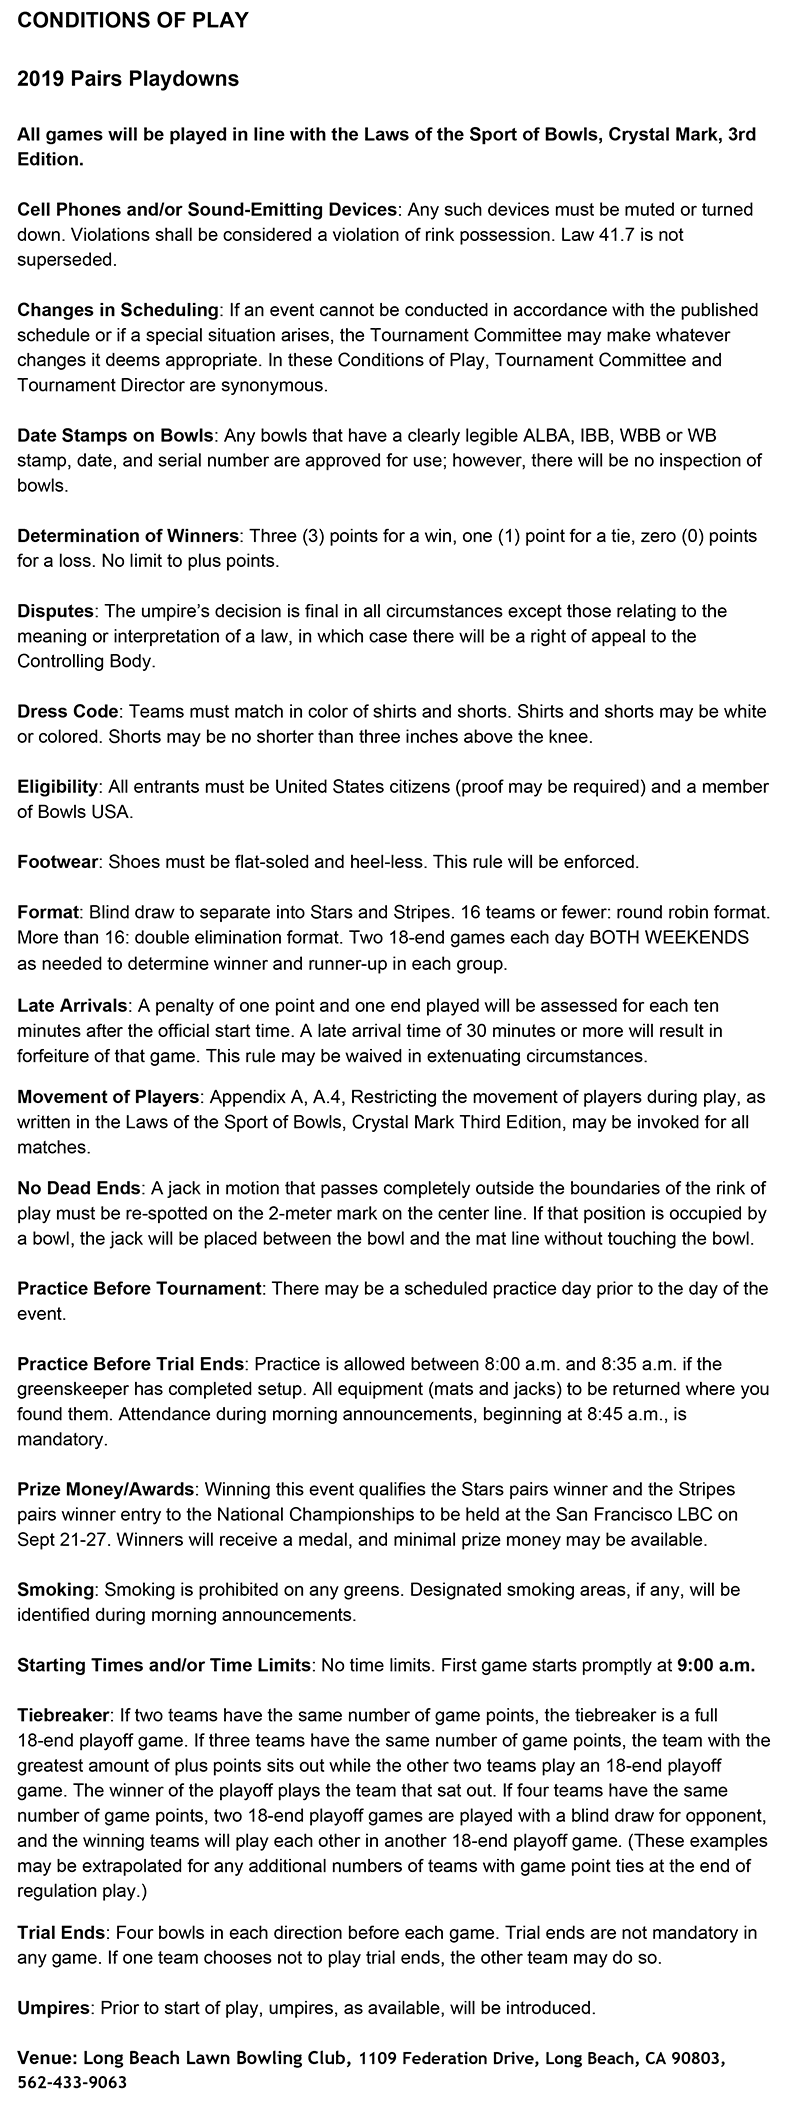 CONDITIONS OF PLAY
2019 Pairs Playdowns
All games will be played in line with the Laws of the Sport of Bowls, Crystal Mark, 3rd
Edition.
Cell Phones and/or Sound-Emitting Devices: Any such devices must be muted or turned
down. Violations shall be considered a violation of rink possession. Law 41.7 is not
superseded.
Changes in Scheduling: If an event cannot be conducted in accordance with the published
schedule or if a special situation arises, the Tournament Committee may make whatever
changes it deems appropriate. In these Conditions of Play, Tournament Committee and
Tournament Director are synonymous.
Date Stamps on Bowls: Any bowls that have a clearly legible ALBA, IBB, WBB or WB
stamp, date, and serial number are approved for use; however, there will be no inspection of
bowls.
Determination of Winners: Three (3) points for a win, one (1) point for a tie, zero (0) points
for a loss. No limit to plus points.
Disputes: The umpire’s decision is final in all circumstances except those relating to the
meaning or interpretation of a law, in which case there will be a right of appeal to the
Controlling Body.
Dress Code: Teams must match in color of shirts and shorts. Shirts and shorts may be white
or colored. Shorts may be no shorter than three inches above the knee.
Eligibility: All entrants must be United States citizens (proof may be required) and a member
of Bowls USA.
Footwear: Shoes must be flat-soled and heel-less. This rule will be enforced.
Format: Blind draw to separate into Stars and Stripes. 16 teams or fewer: round robin format.
More than 16: double elimination format. Two 18-end games each day BOTH WEEKENDS
as needed to determine winner and runner-up in each group.
Late Arrivals: A penalty of one point and one end played will be assessed for each ten
minutes after the official start time. A late arrival time of 30 minutes or more will result in
forfeiture of that game. This rule may be waived in extenuating circumstances.
Movement of Players: Appendix A, A.4, Restricting the movement of players during play, as
written in the Laws of the Sport of Bowls, Crystal Mark Third Edition, may be invoked for all
matches.
No Dead Ends: A jack in motion that passes completely outside the boundaries of the rink of
play must be re-spotted on the 2-meter mark on the center line. If that position is occupied by
a bowl, the jack will be placed between the bowl and the mat line without touching the bowl.
Practice Before Tournament: There may be a scheduled practice day prior to the day of the
event.
Practice Before Trial Ends: Practice is allowed between 8:00 a.m. and 8:35 a.m. if the
greenskeeper has completed setup. All equipment (mats and jacks) to be returned where you
found them. Attendance during morning announcements, beginning at 8:45 a.m., is
mandatory.
Prize Money/Awards: Winning this event qualifies the Stars pairs winner and the Stripes
pairs winner entry to the National Championships to be held at the San Francisco LBC on
Sept 21-27. Winners will receive a medal, and minimal prize money may be available.
Smoking: Smoking is prohibited on any greens. Designated smoking areas, if any, will be
identified during morning announcements.
Starting Times and/or Time Limits: No time limits. First game starts promptly at 9:00 a.m.
Tiebreaker: If two teams have the same number of game points, the tiebreaker is a full
18-end playoff game. If three teams have the same number of game points, the team with the
greatest amount of plus points sits out while the other two teams play an 18-end playoff
game. The winner of the playoff plays the team that sat out. If four teams have the same
number of game points, two 18-end playoff games are played with a blind draw for opponent,
and the winning teams will play each other in another 18-end playoff game. (These examples
may be extrapolated for any additional numbers of teams with game point ties at the end of
regulation play.)
Trial Ends: Four bowls in each direction before each game. Trial ends are not mandatory in
any game. If one team chooses not to play trial ends, the other team may do so.
Umpires: Prior to start of play, umpires, as available, will be introduced.
Venue: Long Beach Lawn Bowling Club, 1109 Federation Drive, Long Beach, CA 90803,
562-433-9063